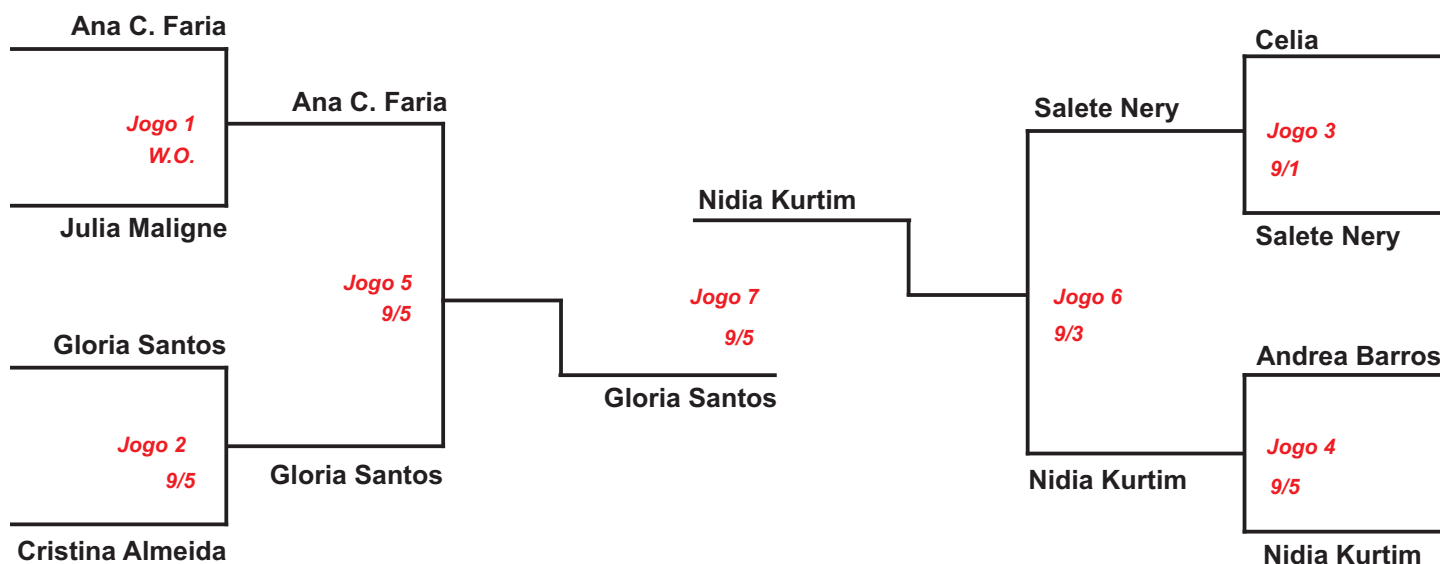 Ana C. Faria
Jogo 1
W.O.
Julia Maligne
Ana C. Faria
Jogo 5
9/5
Gloria Santos
Jogo 2
9/5
Cristina Almeida
Gloria Santos
Nidia Kurtim
Jogo 7
9/5
Gloria Santos
Salete Nery
Jogo 6
9/3
Nidia Kurtim
Celia
Jogo 3
9/1
Salete Nery
Andrea Barros
Jogo 4
9/5
Nidia Kurtim